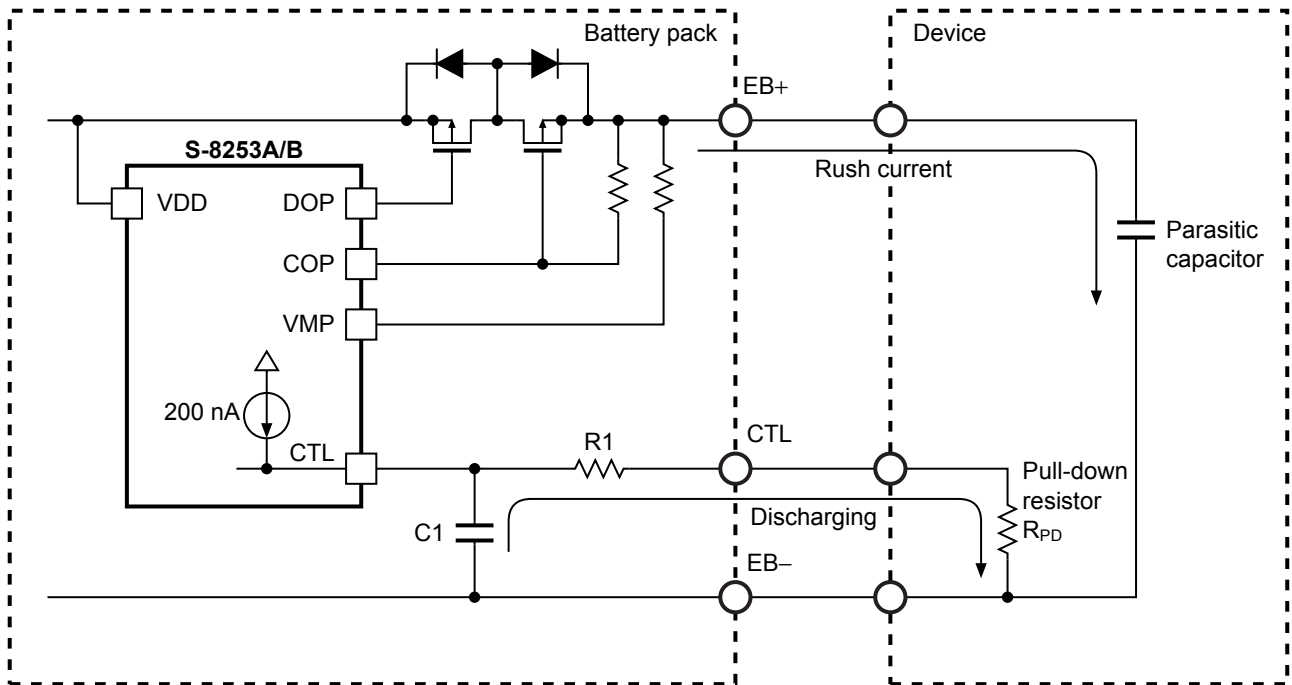 Battery pack
Device
EB+
S-8253A/B
Rush current
VDD
DOP
COP
Parasitic
capacitor
VMP
200 nA
CTL
R1
CTL
Pull-down
resistor
RPD
Discharging
C1
EB−